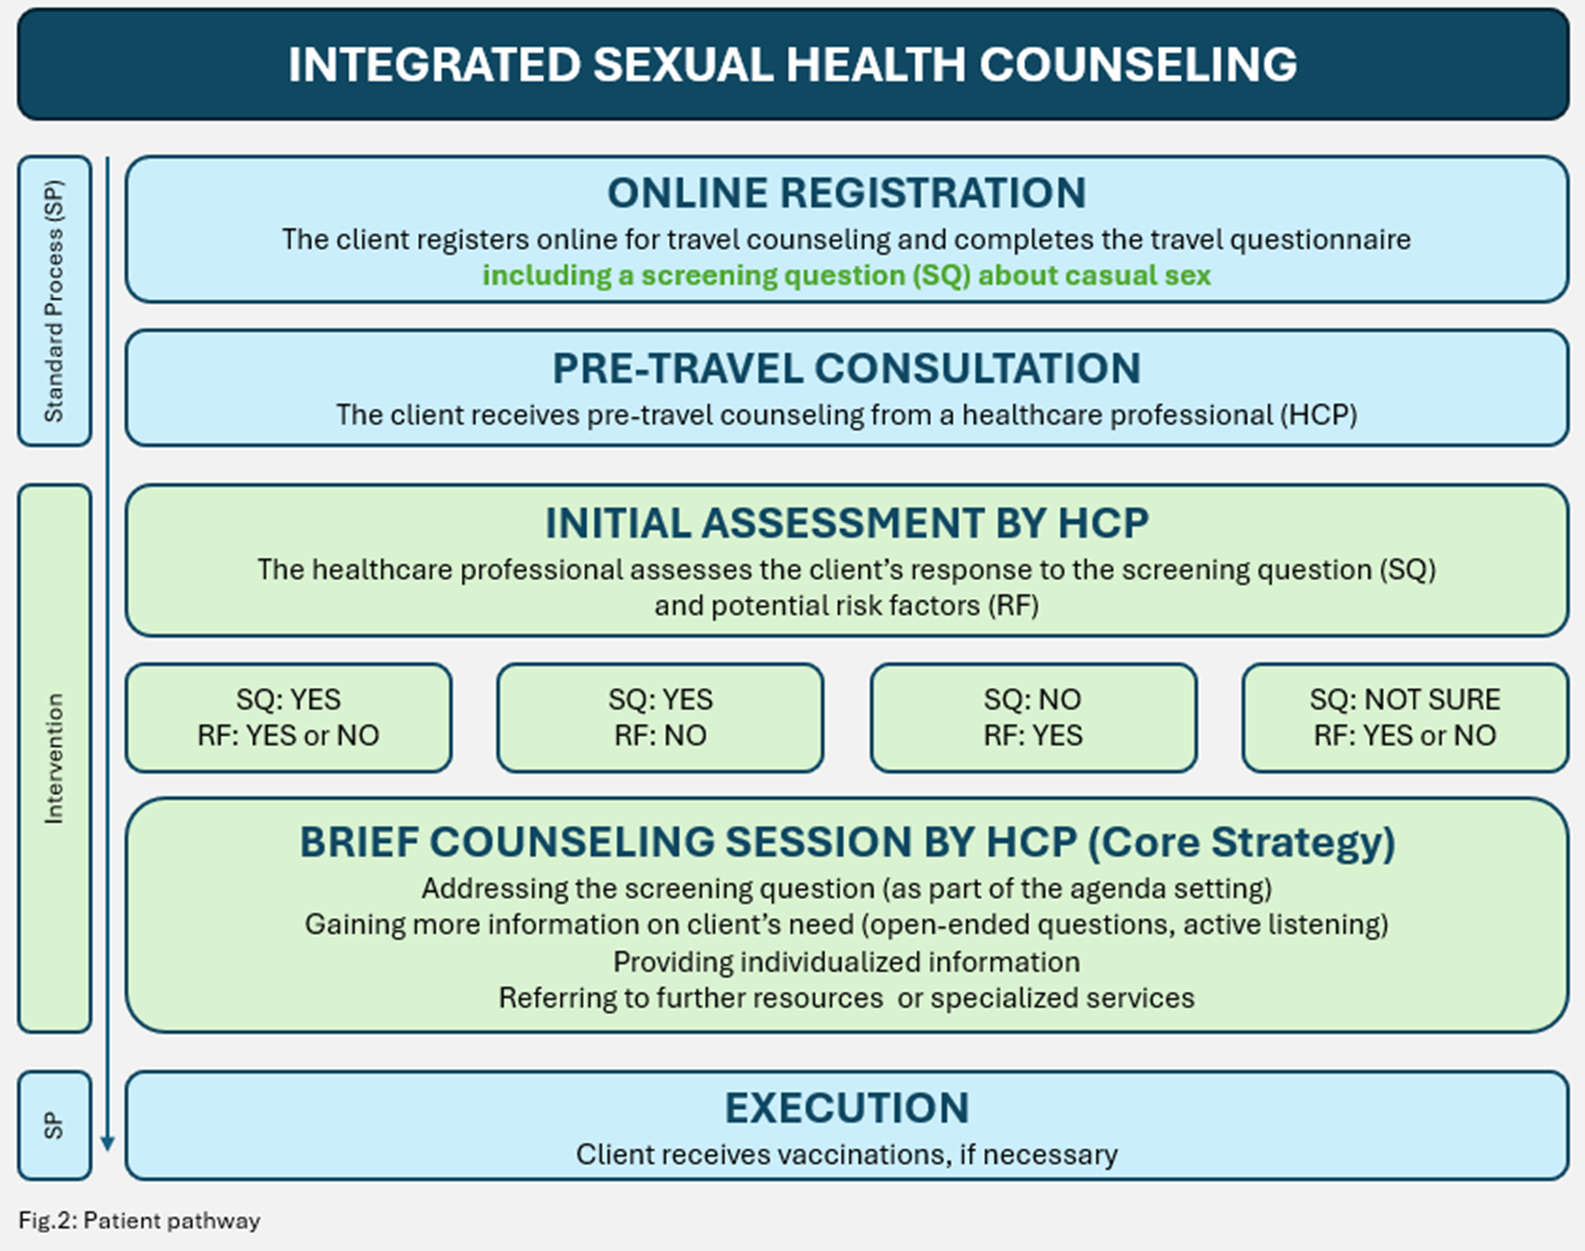 INTEGRATED SEXUAL HEALTH COUNSELING
Standard Process (SP)
ONLINE REGISTRATION
The client registers online for travel counseling and completes the travel questionnaire
including a screening question (SQ) about casual sex
PRE-TRAVEL CONSULTATION
The client receives pre-travel counseling from a healthcare professional (HCP)
Intervention
INITIAL ASSESSMENT BY HCP
The healthcare professional assesses the client’s response to the screening question (SQ)
and potential risk factors (RF)
SQ: YES
RF: YES or NO
SQ: YES
RF: NO
SQ: NO
RF: YES
SQ: NOT SURE
RF: YES or NO
BRIEF COUNSELING SESSION BY HCP (Core Strategy)
Addressing the screening question (as part of the agenda setting)
Gaining more information on client’s need (open-ended questions, active listening)
Providing individualized information
Referring to further resources  or specialized services
SP
EXECUTION
Client receives vaccinations, if necessary
Fig.2: Patient pathway